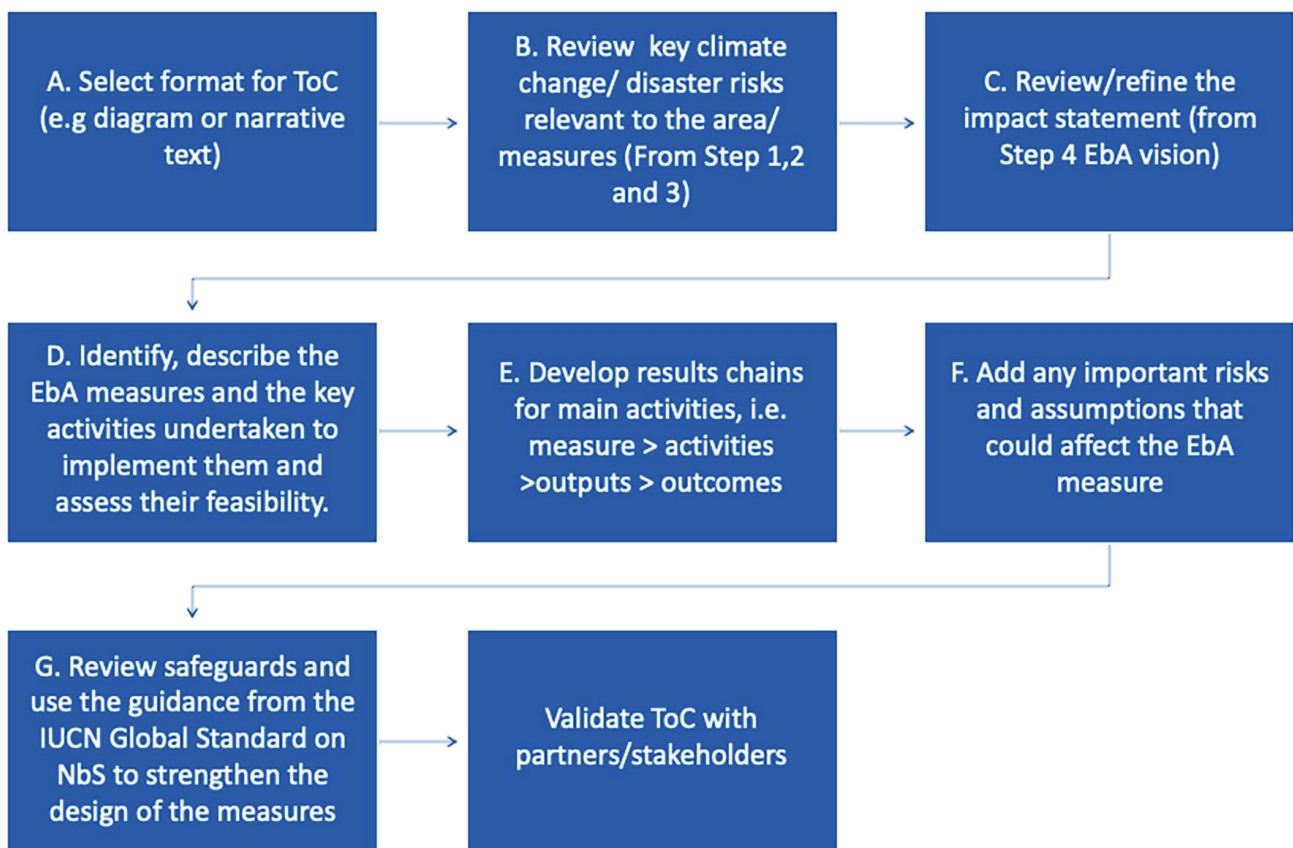 A. Select format for ToC
(e.g diagram or narrative
text)
B. Review  key climate
change/ disaster risks
relevant to the area/
measures (From Step 1,2
and 3)
C. Review/refine the
impact statement (from
Step 4 EbA vision)
D. Identify, describe the
EbA measures and the key
activities undertaken to
implement them and
assess their feasibility.
E. Develop results chains
for main activities, i.e.
measure > activities
>outputs > outcomes
F. Add any important risks
and assumptions that
could affect the EbA
measure
G. Review safeguards and
use the guidance from the
IUCN Global Standard on
NbS to strengthen the
design of the measures
Validate ToC with
partners/stakeholders